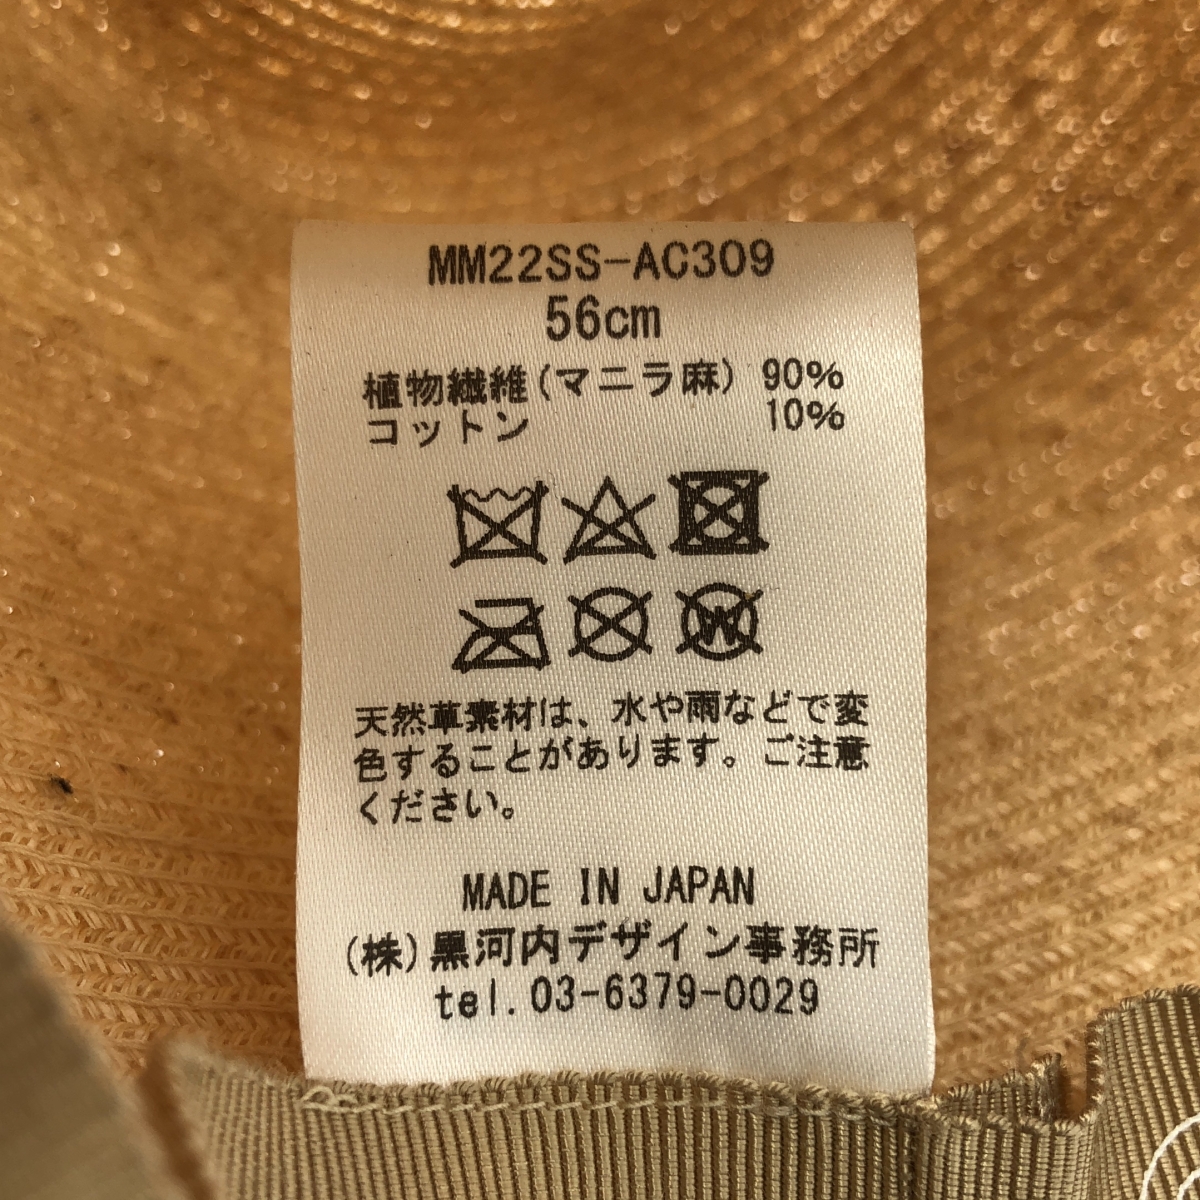 MM22SS-AC309
56cm
植物繊維(マニラ麻) 90%
コットン 10%
W
天然草素材は、水や雨などで変
色することがあります。ご注意
ください。
MADE IN JAPAN
(株)黒河内デザイン事務所
tel.03-6379-0029